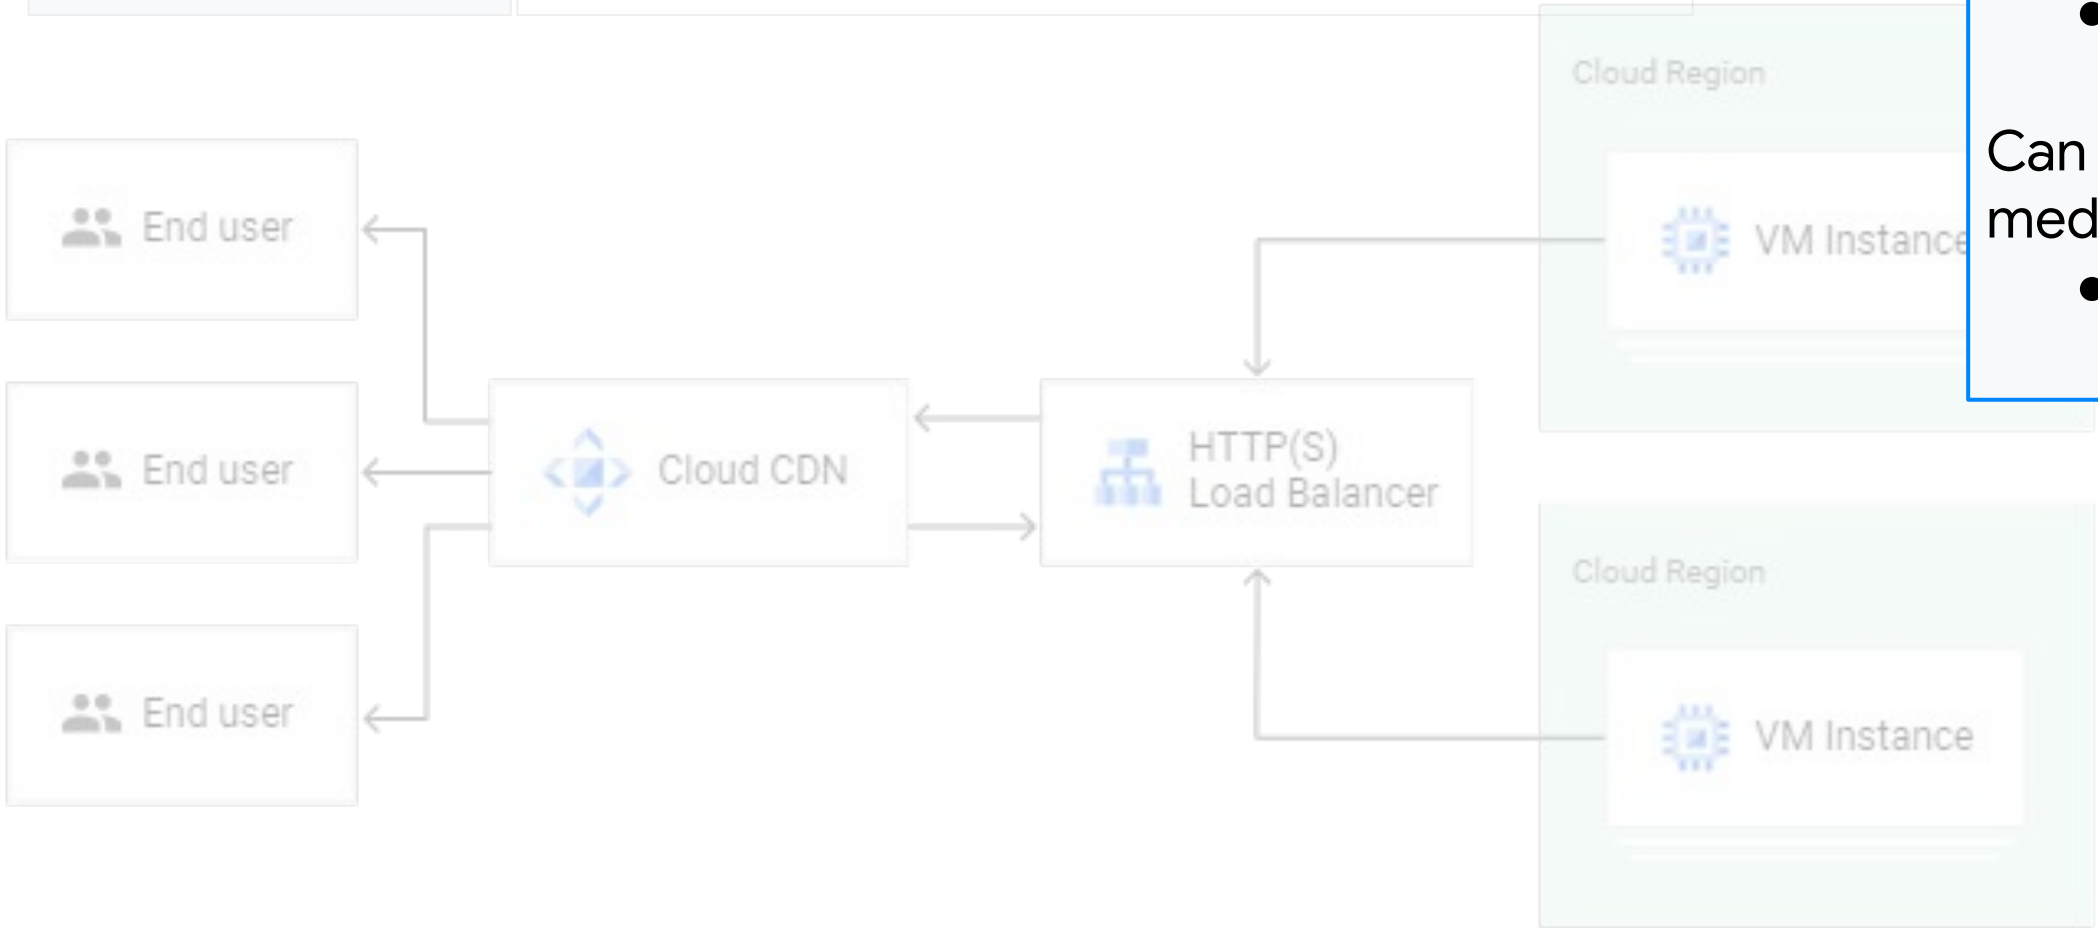 Cloud Region
VM Instance
Can
End user
End user
End user
Cloud CDN
HTTP(S)
Load Balancer
Cloud Region
VM Instance